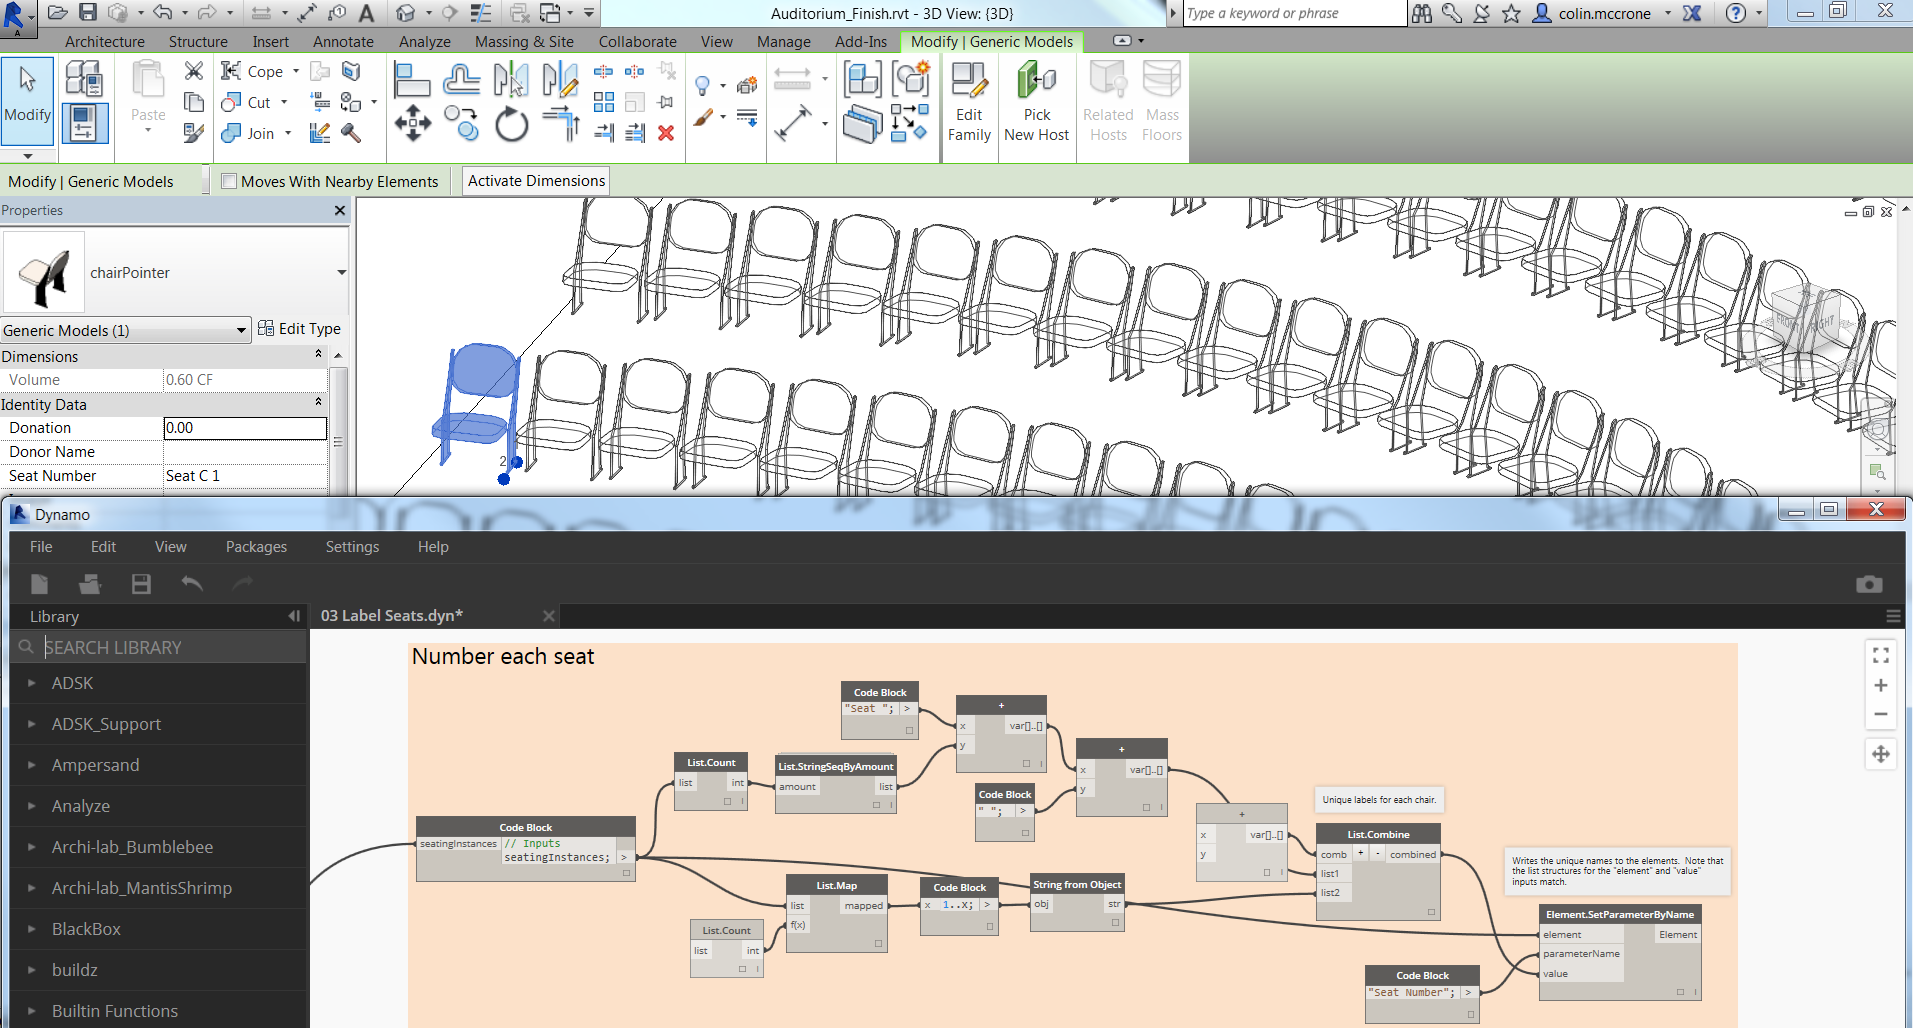 Auditorium_Finish.rvt - 3D View: {3D}
Type a keyword or phrase
colin.mccrone
Architecture Structure Insert Annotate Analyze Massing & Site Collaborate View Manage Add-Ins Modify | Generic Models
Modify
Paste
Cope
Cut
Join
Edit Family
Pick New Host
Related Hosts
Mass Floors
Modify | Generic Models
Moves With Nearby Elements
Activate Dimensions
Properties
chairPointer
Generic Models (1)
Edit Type
Dimensions
Volume 0.60 CF
Identity Data
Donation 0.00
Donor Name
Seat Number Seat C 1
2
FRONT
RIGHT
Dynamo
File Edit View Packages Settings Help
Library
03 Label Seats.dyn*
SEARCH LIBRARY
ADSK
ADSK_Support
Ampersand
Analyze
Archi-lab_Bumblebee
Archi-lab_MantisShrimp
BlackBox
buildz
Builtin Functions
Number each seat
Code Block
"Seat "; >
+
x var[]..[]
y
List.Count
list int
List.StringSeqByAmount
amount list
+
x var[]..[]
y
Code Block
" "; >
Code Block
seatingInstances // Inputs
seatingInstances; >
+
x var[]..[]
y
Unique labels for each chair.
List.Combine
comb + - combined
list1
list2
List.Map
list mapped
f(x)
Code Block
x 1..x; >
String from Object
obj str
List.Count
list int
Writes the unique names to the elements. Note that
the list structures for the "element" and "value"
inputs match.
Element.SetParameterByName
element Element
parameterName
value
Code Block
"Seat Number"; >